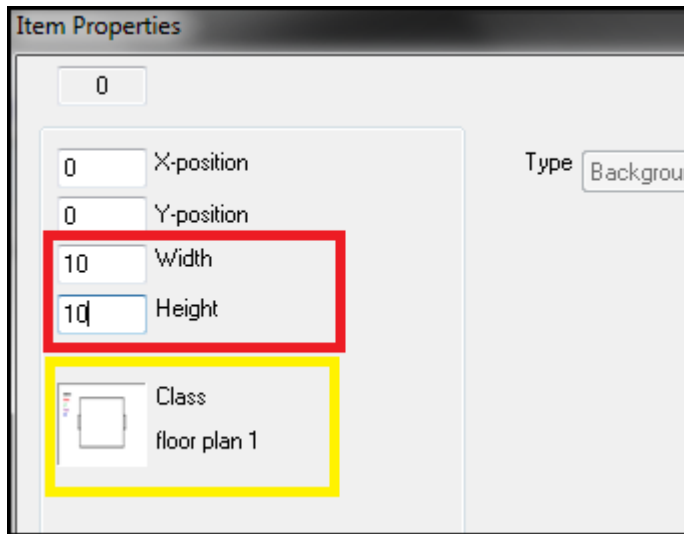 Item Properties
0
0 X-position
Type Backgrou
0 Y-position
10 Width
10 Height
Class
floor plan 1